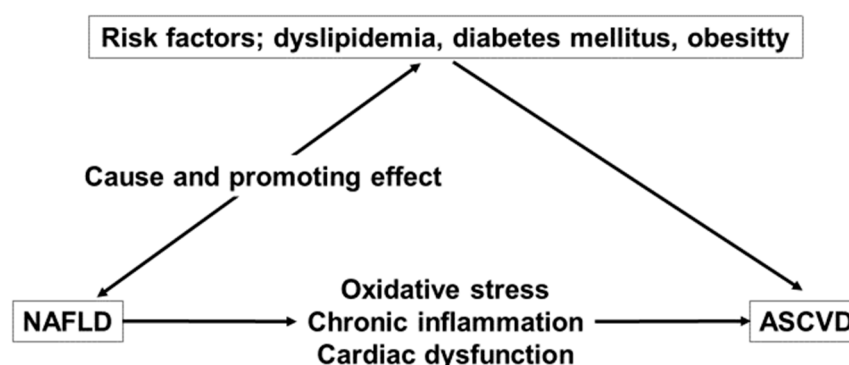 Risk factors; dyslipidemia, diabetes mellitus, obesitty
Cause and promoting effect
NAFLD
Oxidative stress
Chronic inflammation
Cardiac dysfunction
ASCVD